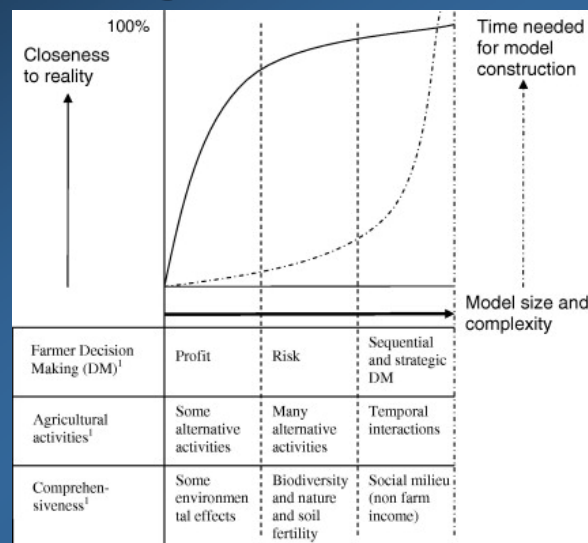 100%
Closeness
to reality
Time needed
for model
construction
Model size and
complexity
Farmer Decision
Making (DM)¹
Profit
Risk
Sequential
and strategic
DM
Agricultural
activities¹
Some
alternative
activities
Many
alternative
activities
Temporal
interactions
Comprehen-
siveness¹
Some
environmen
tal effects
Biodiversity
and nature
and soil
fertility
Social milieu
(non farm
income)